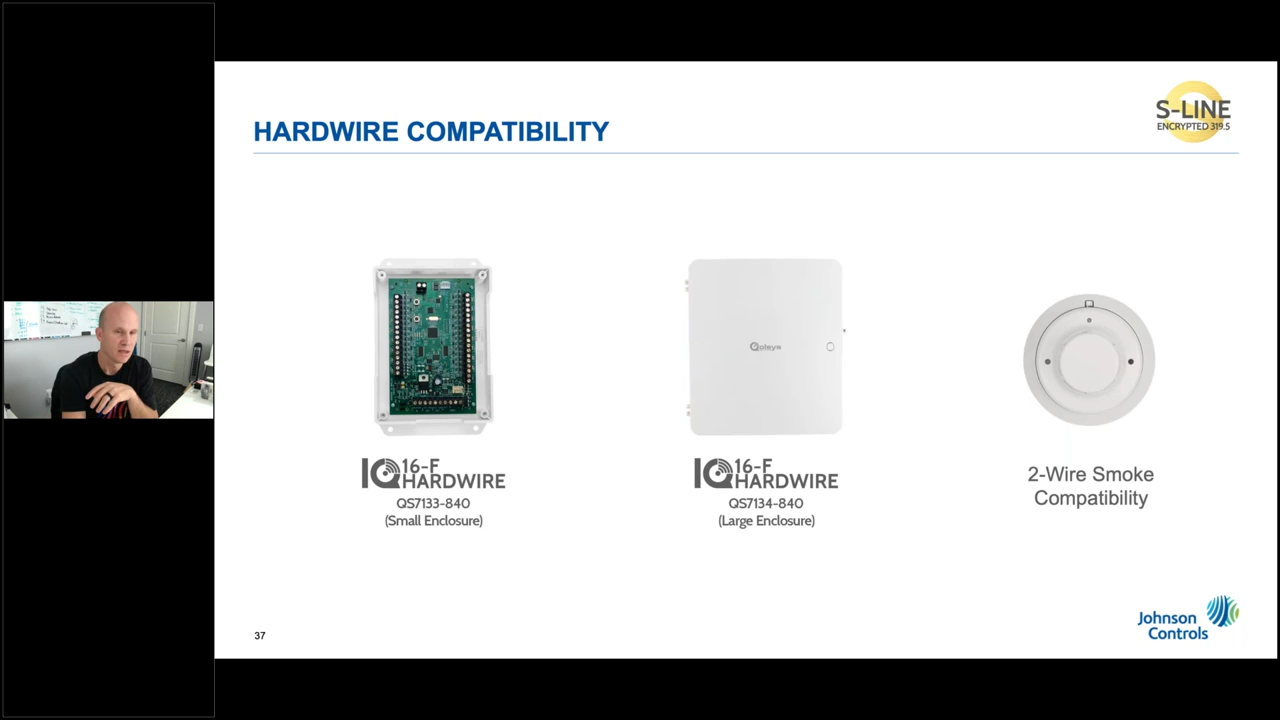 S-LINE
ENCRYPTED 319.5
HARDWIRE COMPATIBILITY
Qolsys
IQ 16-F
HARDWIRE
QS7133-840
(Small Enclosure)
IQ 16-F
HARDWIRE
QS7134-840
(Large Enclosure)
2-Wire Smoke
Compatibility
37
Johnson
Controls